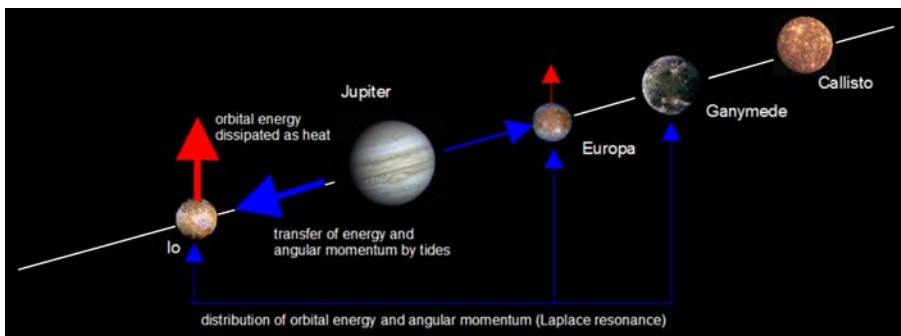 Callisto
Jupiter
Ganymede
orbital energy
dissipated as heat
Europa
transfer of energy and
angular momentum by tides
Io
distribution of orbital energy and angular momentum (Laplace resonance)